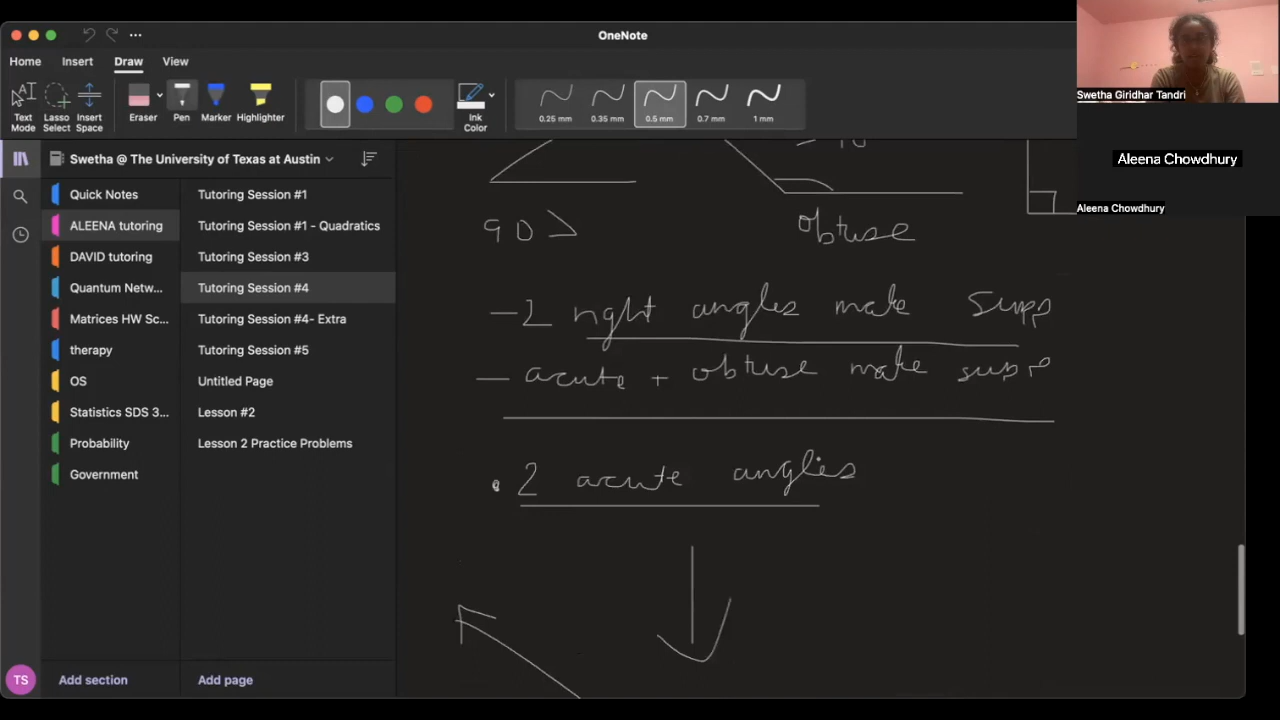 OneNote
Home Insert Draw View
Text Mode
Lasso Select
Insert Space
Eraser
Pen
Marker
Highlighter
Ink Color
0.25 mm
0.35 mm
0.5 mm
0.7 mm
1 mm
Swetha Giridhar Tandri
Aleena Chowdhury
Aleena Chowdhury
Swetha @ The University of Texas at Austin
Quick Notes
ALEENA tutoring
DAVID tutoring
Quantum Netw...
Matrices HW Sc...
therapy
OS
Statistics SDS 3...
Probability
Government
Tutoring Session #1
Tutoring Session #1 - Quadratics
Tutoring Session #3
Tutoring Session #4
Tutoring Session #4- Extra
Tutoring Session #5
Untitled Page
Lesson #2
Lesson 2 Practice Problems
90 >
obtuse
- 2 right angles make supp
- acute + obtuse make supp
• 2 acute angles
TS
Add section
Add page